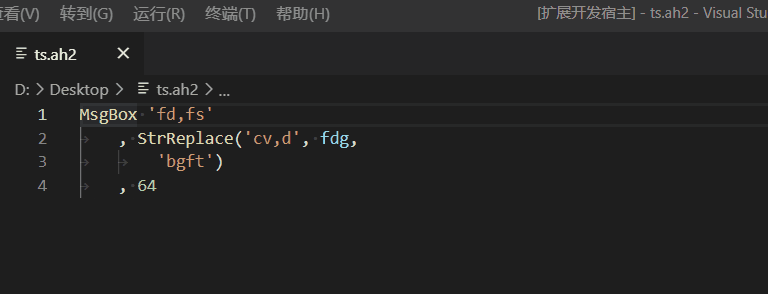 查看(V) 转到(G) 运行(R) 终端(T) 帮助(H) [扩展开发宿主] - ts.ah2 - Visual Stu
ts.ah2
D: > Desktop > ts.ah2 > ...
1 MsgBox 'fd,fs'
2 , StrReplace('cv,d', fdg,
3 'bgft')
4 , 64